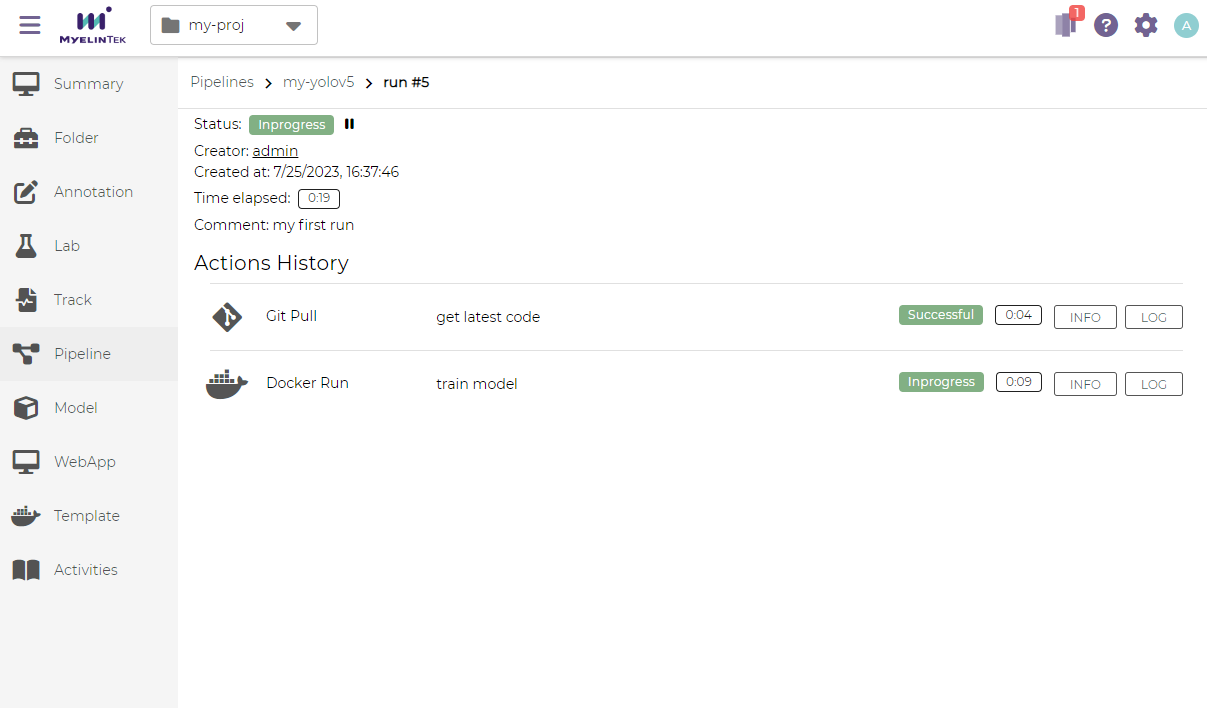 MYELINTEK
my-proj
1
?
A
Summary
Folder
Annotation
Lab
Track
Pipeline
Model
WebApp
Template
Activities
Pipelines > my-yolov5 > run #5
Status: Inprogress
Creator: admin
Created at: 7/25/2023, 16:37:46
Time elapsed: 0:19
Comment: my first run
Actions History
Git Pull get latest code Successful 0:04 INFO LOG
Docker Run train model Inprogress 0:09 INFO LOG